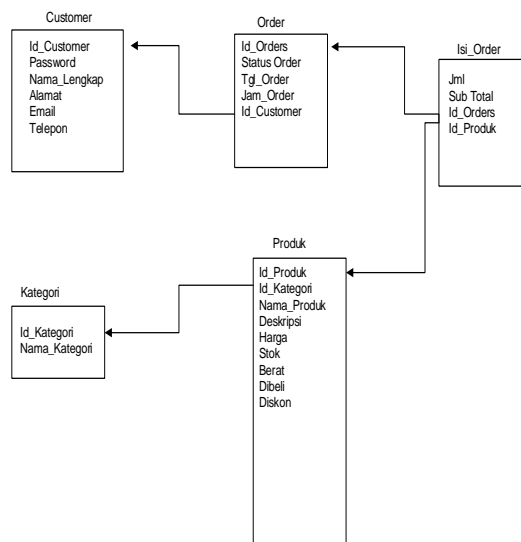 Customer
Id_Customer
Password
Nama_Lengkap
Alamat
Email
Telepon
Order
Id_Orders
Status Order
Tgl_Order
Jam_Order
Id_Customer
Isi_Order
Jml
Sub Total
Id_Orders
Id_Produk
Produk
Id_Produk
Id_Kategori
Nama_Produk
Deskripsi
Harga
Stok
Berat
Dibeli
Diskon
Kategori
Id_Kategori
Nama_Kategori